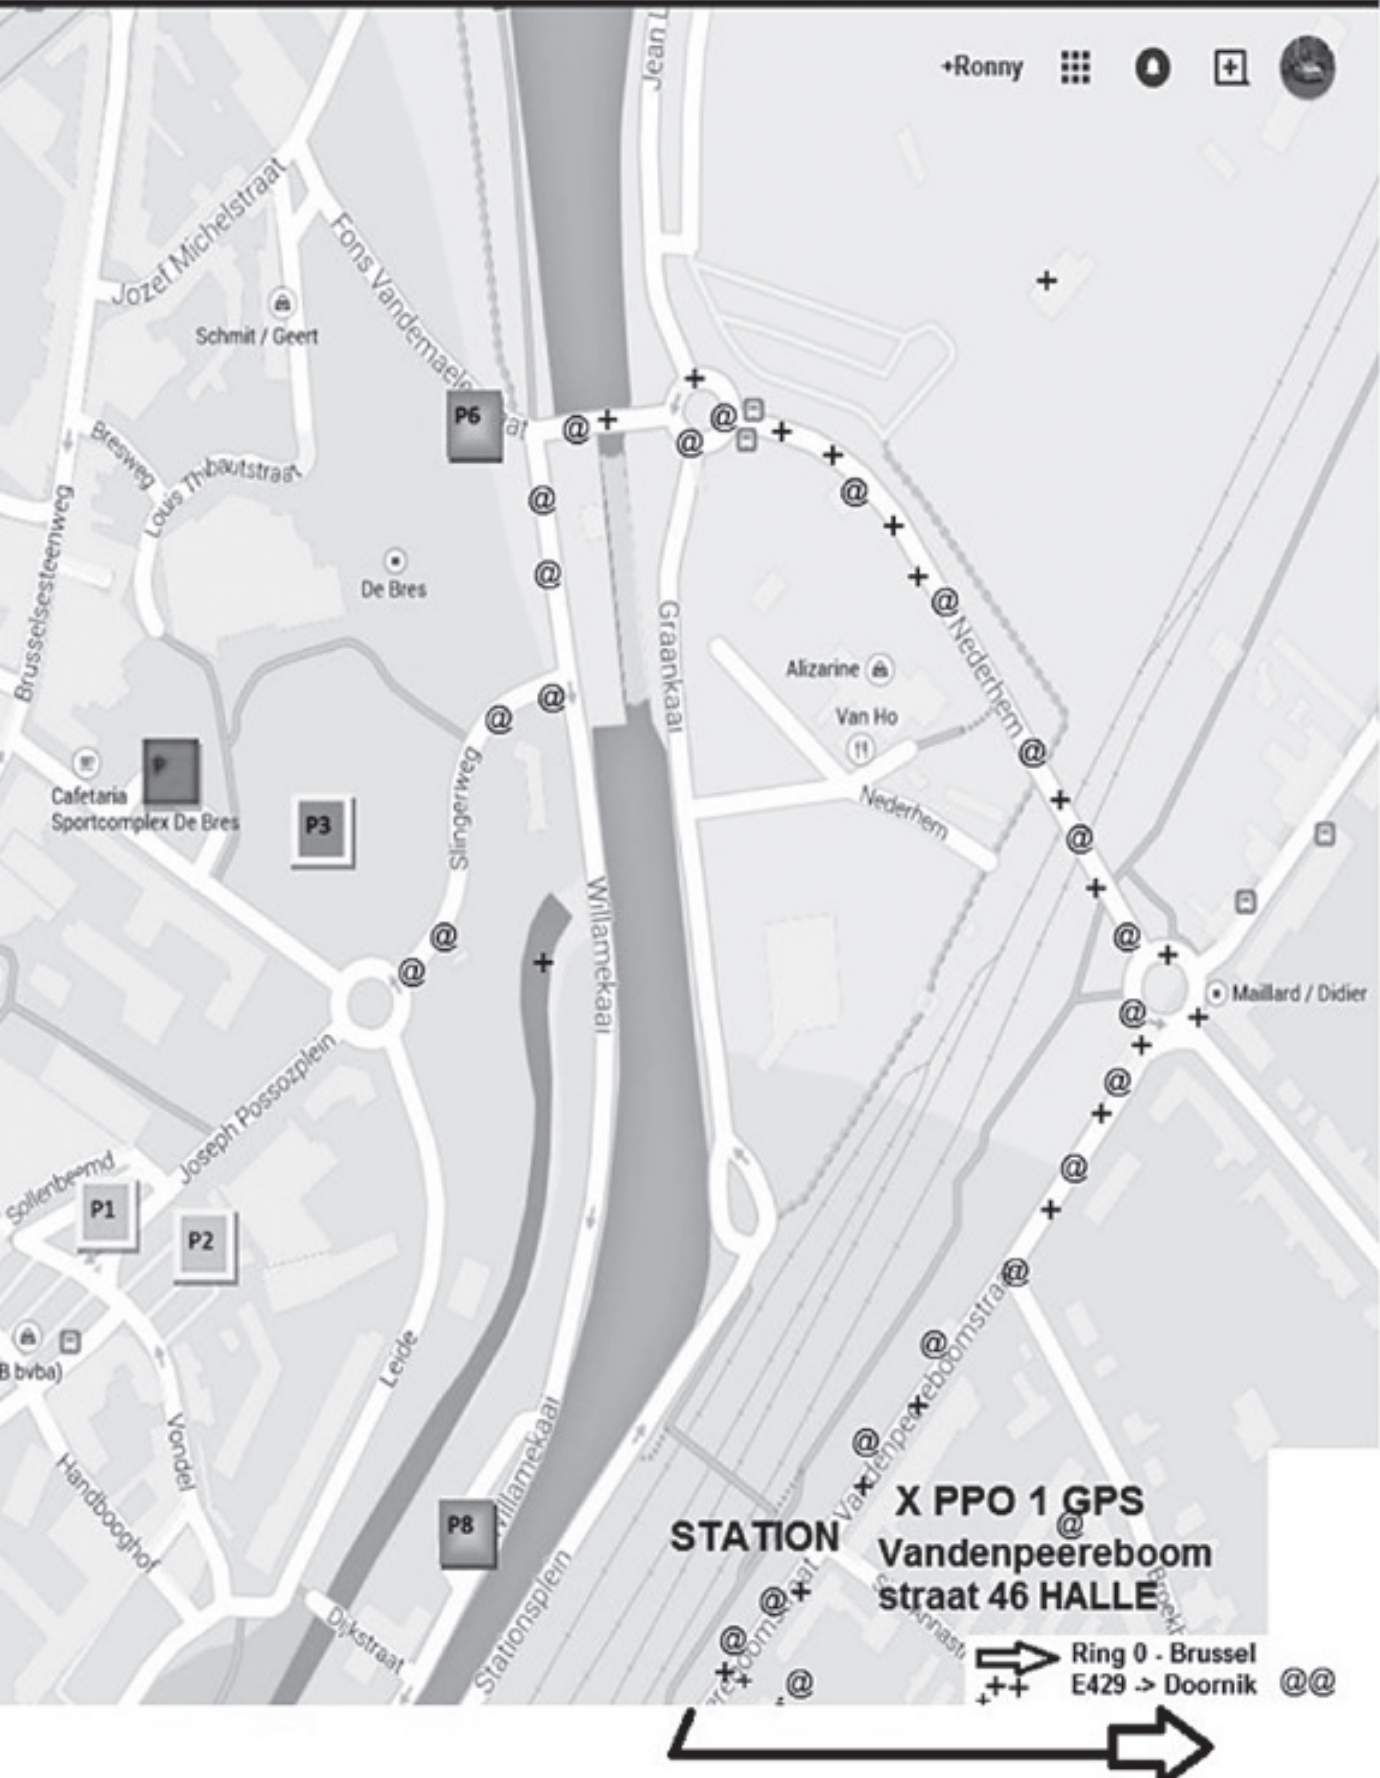 Jean
+Ronny
Jozef Michelstraat
Fons Vandemaele
at
Schmit / Geert
P6
@ + @ @ +
Bresweg
Louis Thibautstraat
Brusselsesteenweg
De Bres
Graankaai
Nederhem
Alizarine
Van Ho
Nederhem
P
Cafetaria
Sportcomplex De Bres
P3
Slingerweg
Willamekaai
Maillard / Didier
Joseph Possozplein
Sollenbeemd
P1
P2
B bvba)
Leide
Vondel
Handbooghof
Willamekaai
P8
Dijkstraat
Stationsplein
Vandenpeereboomstraat
STATION
X PPO 1 GPS
@
Vandenpeereboom
straat 46 HALLE
Ring 0 - Brussel
E429 -> Doornik @@